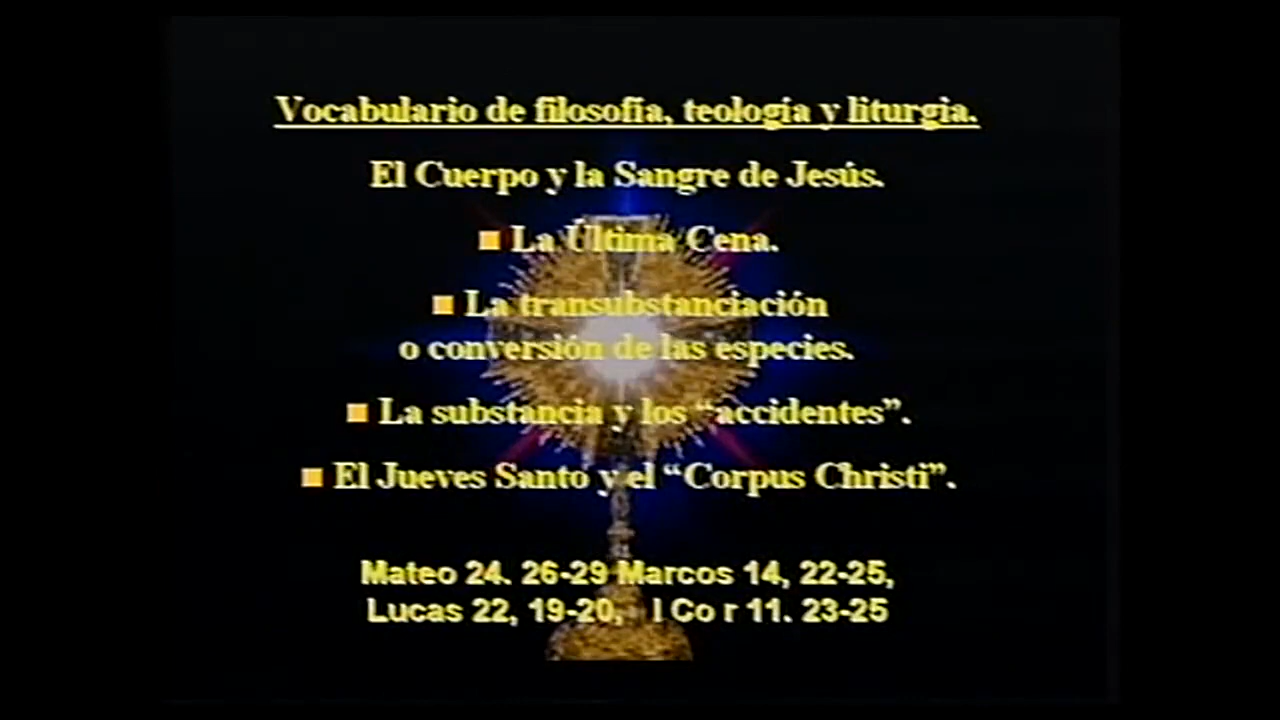 Vocabulario de filosofía, teología y liturgia.
El Cuerpo y la Sangre de Jesús.
▪ La Última Cena.
▪ La transubstanciación
o conversión de las especies.
▪ La substancia y los “accidentes”.
▪ El Jueves Santo y el “Corpus Christi”.
Mateo 24. 26-29 Marcos 14, 22-25,
Lucas 22, 19-20, I Co r 11. 23-25